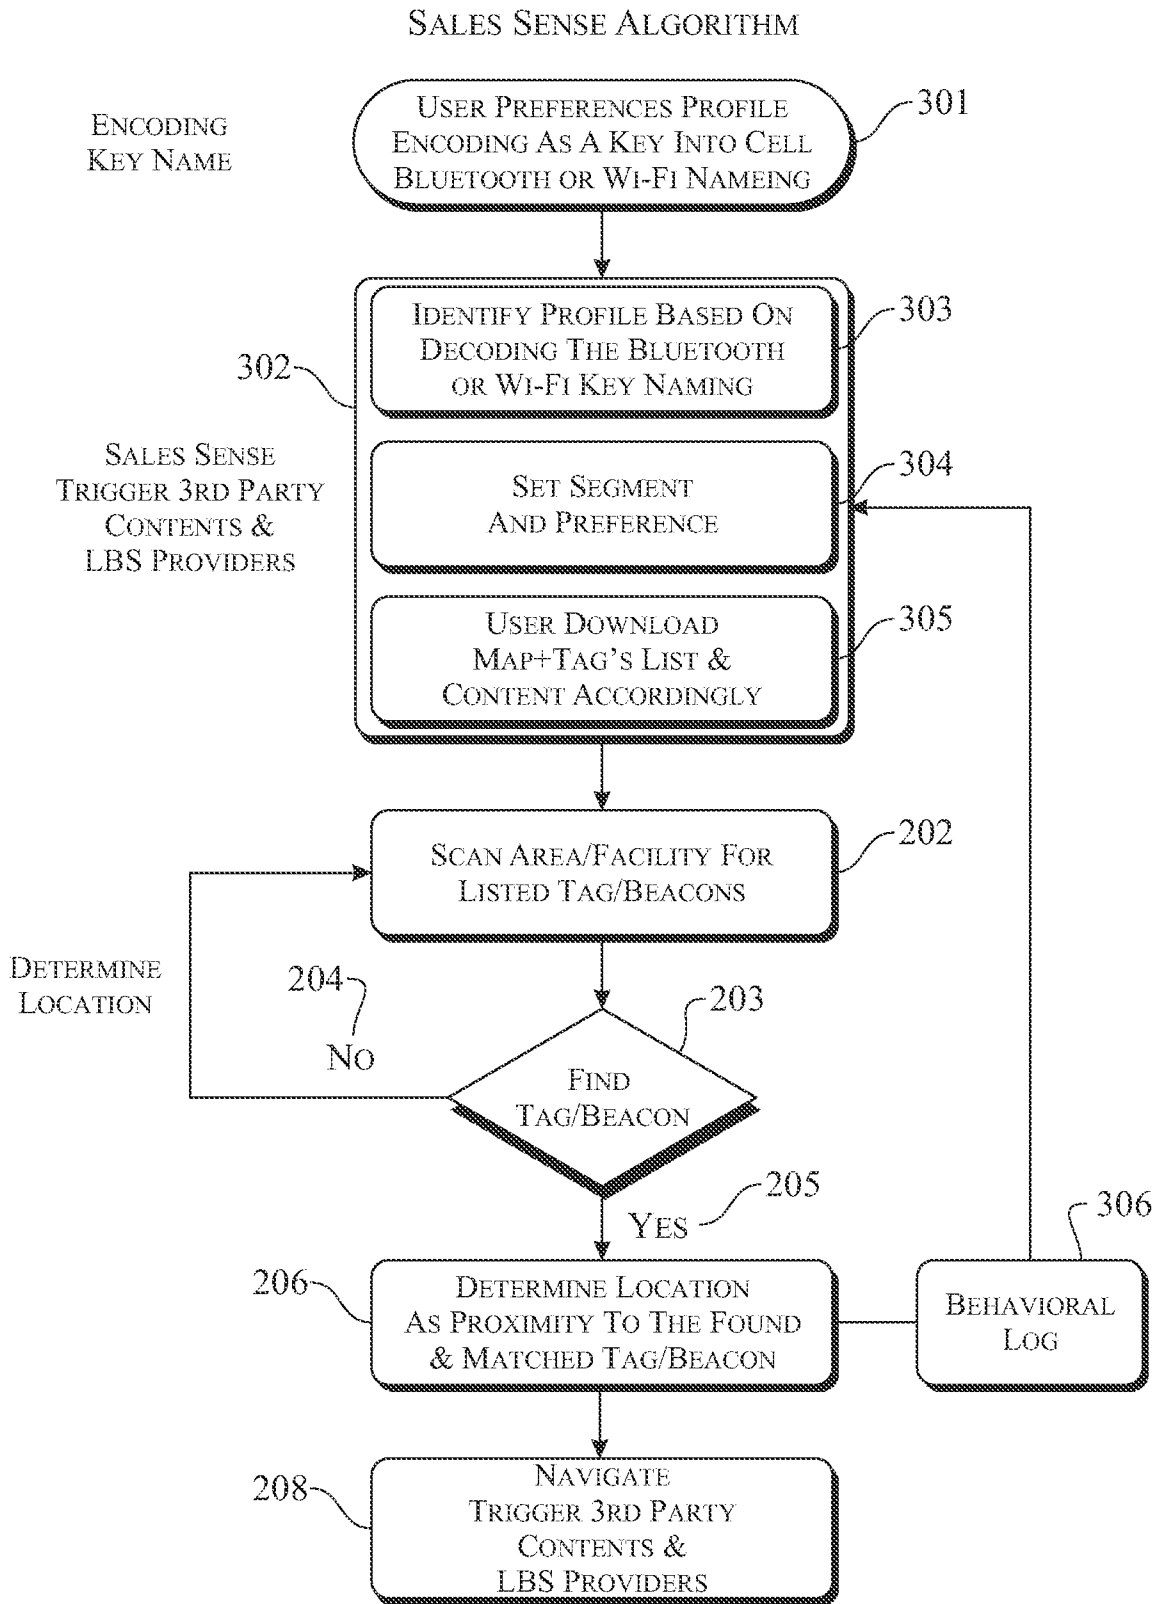 SALES SENSE ALGORITHM
ENCODING
KEY NAME
USER PREFERENCES PROFILE
ENCODING AS A KEY INTO CELL
BLUETOOTH OR WI-FI NAMEING
301
302
IDENTIFY PROFILE BASED ON
DECODING THE BLUETOOTH
OR WI-FI KEY NAMING
303
SALES SENSE
TRIGGER 3RD PARTY
CONTENTS &
LBS PROVIDERS
SET SEGMENT
AND PREFERENCE
304
USER DOWNLOAD
MAP+TAG'S LIST &
CONTENT ACCORDINGLY
305
SCAN AREA/FACILITY FOR
LISTED TAG/BEACONS
202
DETERMINE
LOCATION
204
NO
203
FIND
TAG/BEACON
205
YES
206
DETERMINE LOCATION
AS PROXIMITY TO THE FOUND
& MATCHED TAG/BEACON
306
BEHAVIORAL
LOG
208
NAVIGATE
TRIGGER 3RD PARTY
CONTENTS &
LBS PROVIDERS